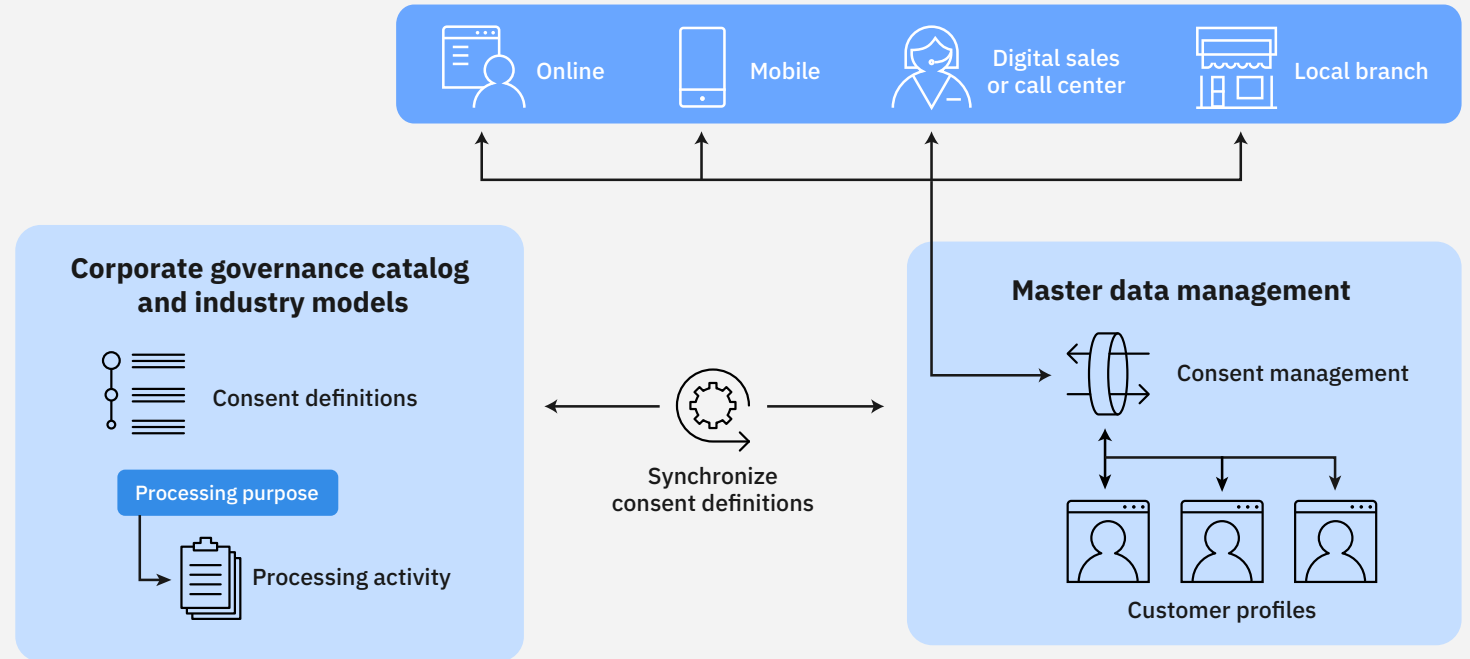 Online
Mobile
Digital sales
or call center
Local branch
Corporate governance catalog
and industry models
Consent definitions
Processing purpose
Processing activity
Synchronize
consent definitions
Master data management
Consent management
Customer profiles